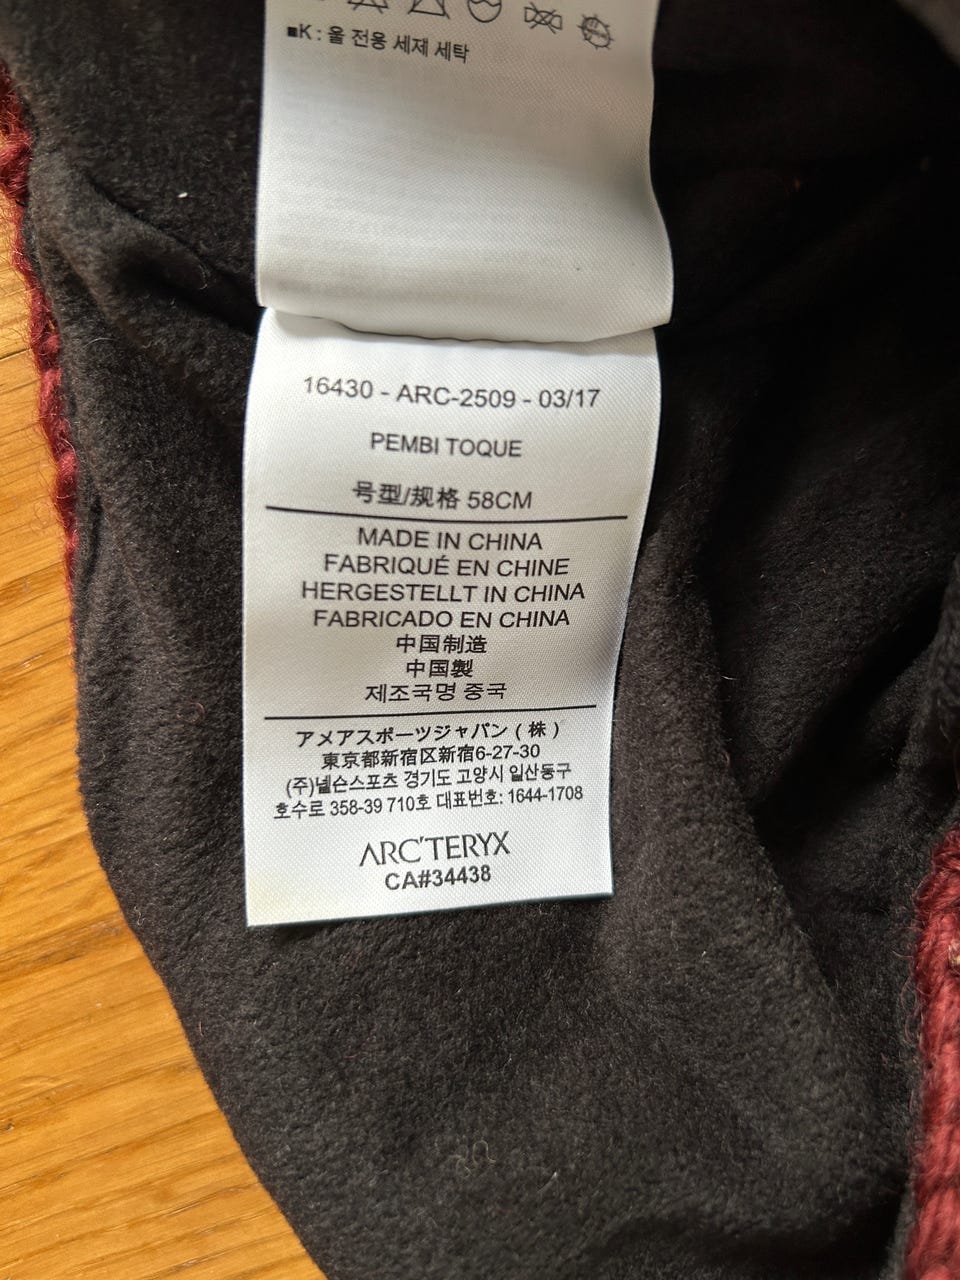 ■K : 울 전용 세제 세탁
16430 - ARC-2509 - 03/17
PEMBI TOQUE
号型/规格 58CM
MADE IN CHINA
FABRIQUÉ EN CHINE
HERGESTELLT IN CHINA
FABRICADO EN CHINA
中国制造
中国製
제조국명 중국
アメアスポーツジャパン ( 株 )
東京都新宿区新宿6-27-30
(주)넬슨스포츠 경기도 고양시 일산동구
호수로 358-39 710호 대표번호: 1644-1708
ARC'TERYX
CA#34438